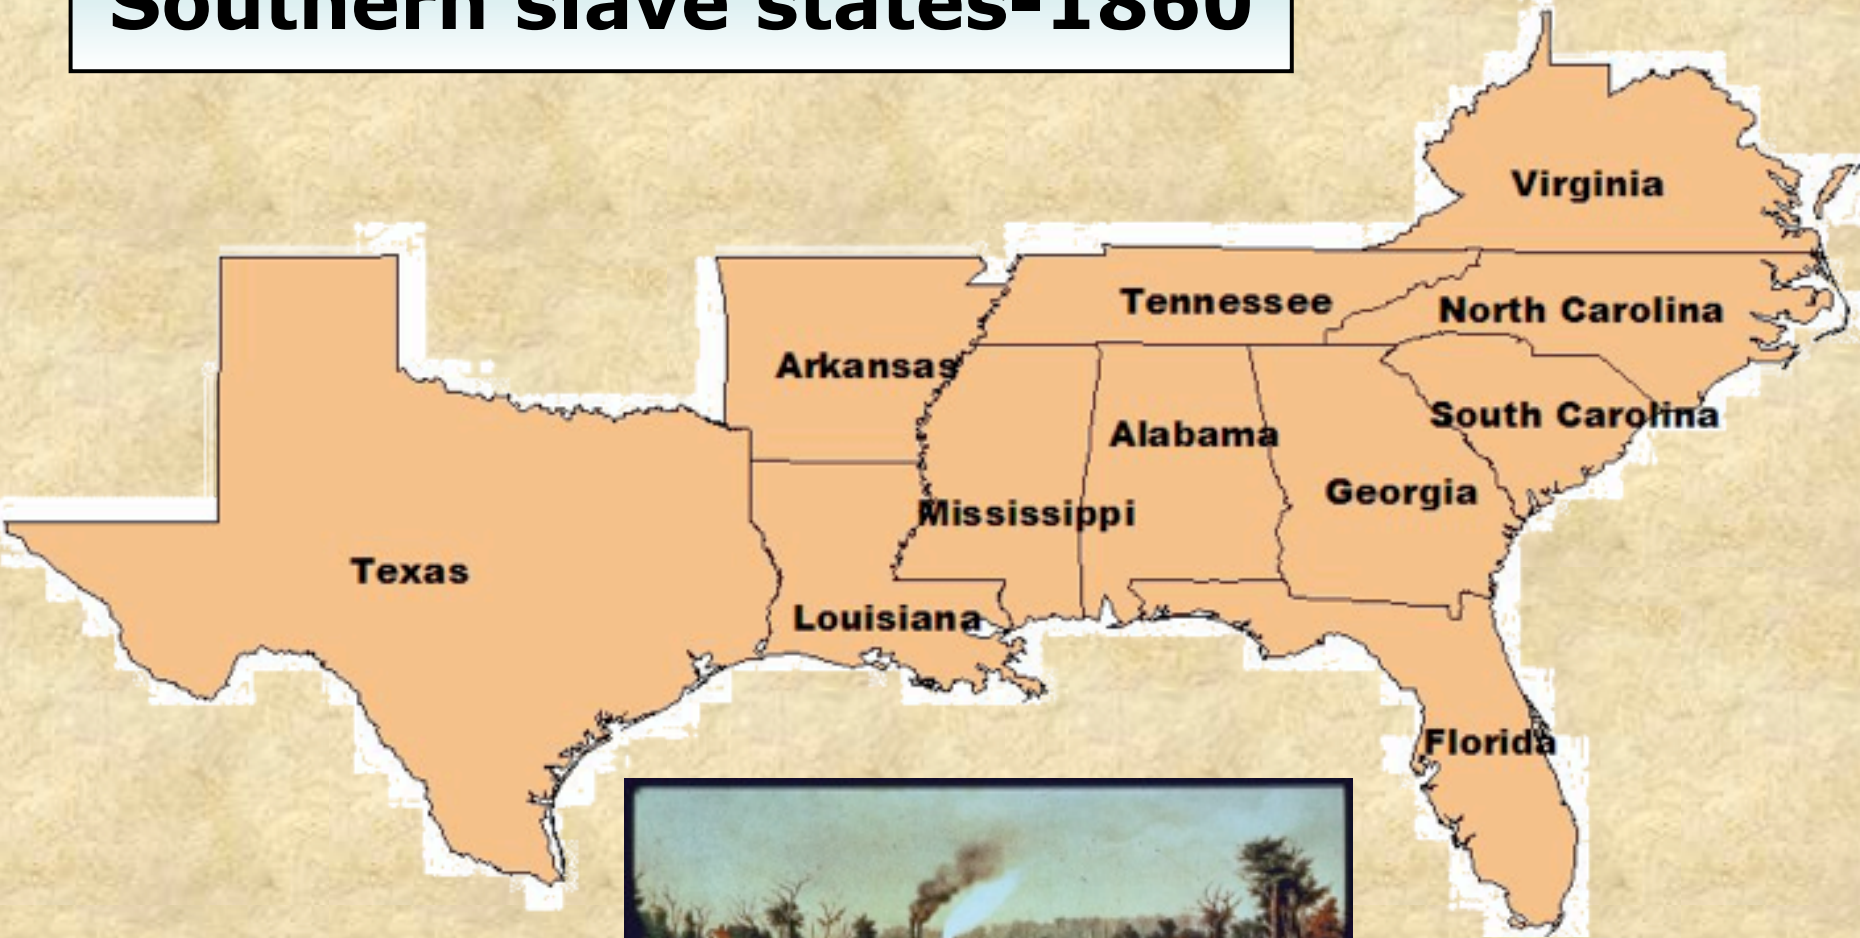 Southern slave states-1860
Virginia
Tennessee
North Carolina
Arkansas
South Carolina
Alabama
Georgia
Mississippi
Texas
Louisiana
Florida